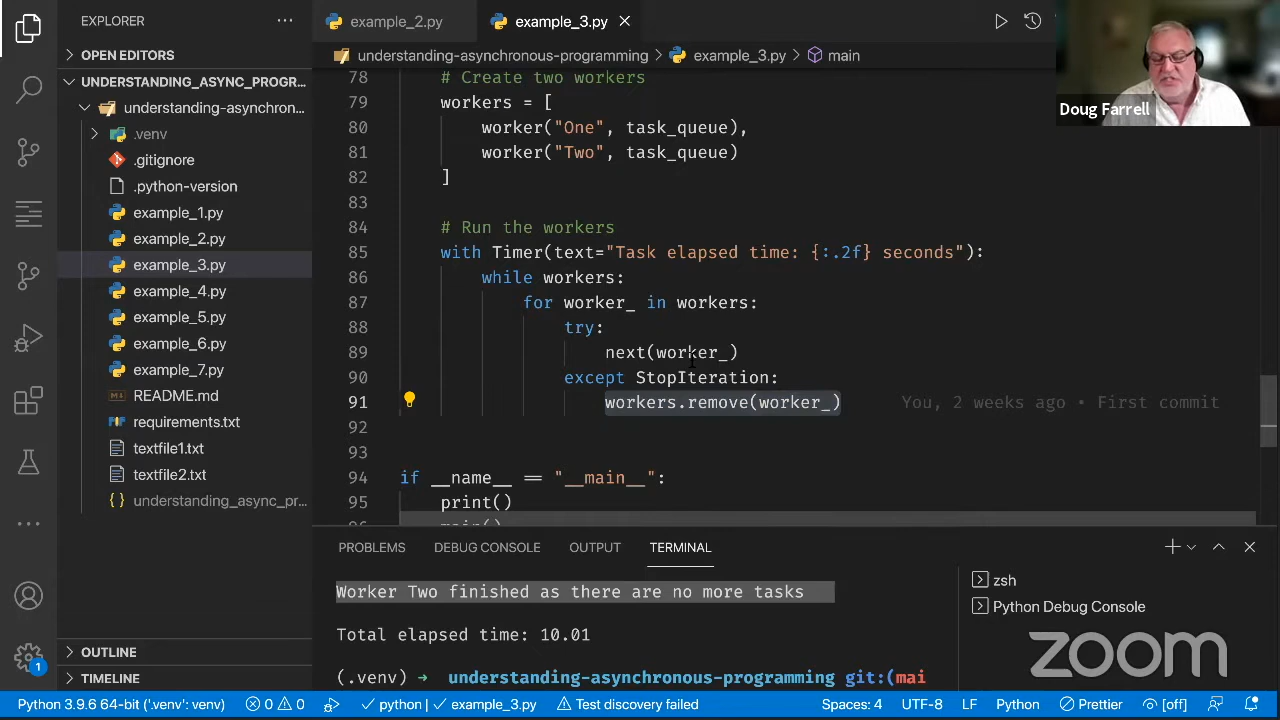 EXPLORER
OPEN EDITORS
UNDERSTANDING_ASYNC_PROGR...
understanding-asynchron...
.venv
.gitignore
.python-version
example_1.py
example_2.py
example_3.py
example_4.py
example_5.py
example_6.py
example_7.py
README.md
requirements.txt
textfile1.txt
textfile2.txt
understanding_async_pr...
OUTLINE
TIMELINE
example_2.py
example_3.py
understanding-asynchronous-programming > example_3.py > main
78 # Create two workers
79 workers = [
80 worker("One", task_queue),
81 worker("Two", task_queue)
82 ]
83
84 # Run the workers
85 with Timer(text="Task elapsed time: {:.2f} seconds"):
86 while workers:
87 for worker_ in workers:
88 try:
89 next(worker_)
90 except StopIteration:
91 workers.remove(worker_) You, 2 weeks ago • First commit
92
93
94 if __name__ == "__main__":
95 print()
96 main()
Doug Farrell
PROBLEMS DEBUG CONSOLE OUTPUT TERMINAL
Worker Two finished as there are no more tasks
Total elapsed time: 10.01
(.venv) → understanding-asynchronous-programming git:(mai
zsh
Python Debug Console
zoom
1
Python 3.9.6 64-bit ('.venv': venv) 0 0 python | example_3.py Test discovery failed Spaces: 4 UTF-8 LF Python Prettier [off]